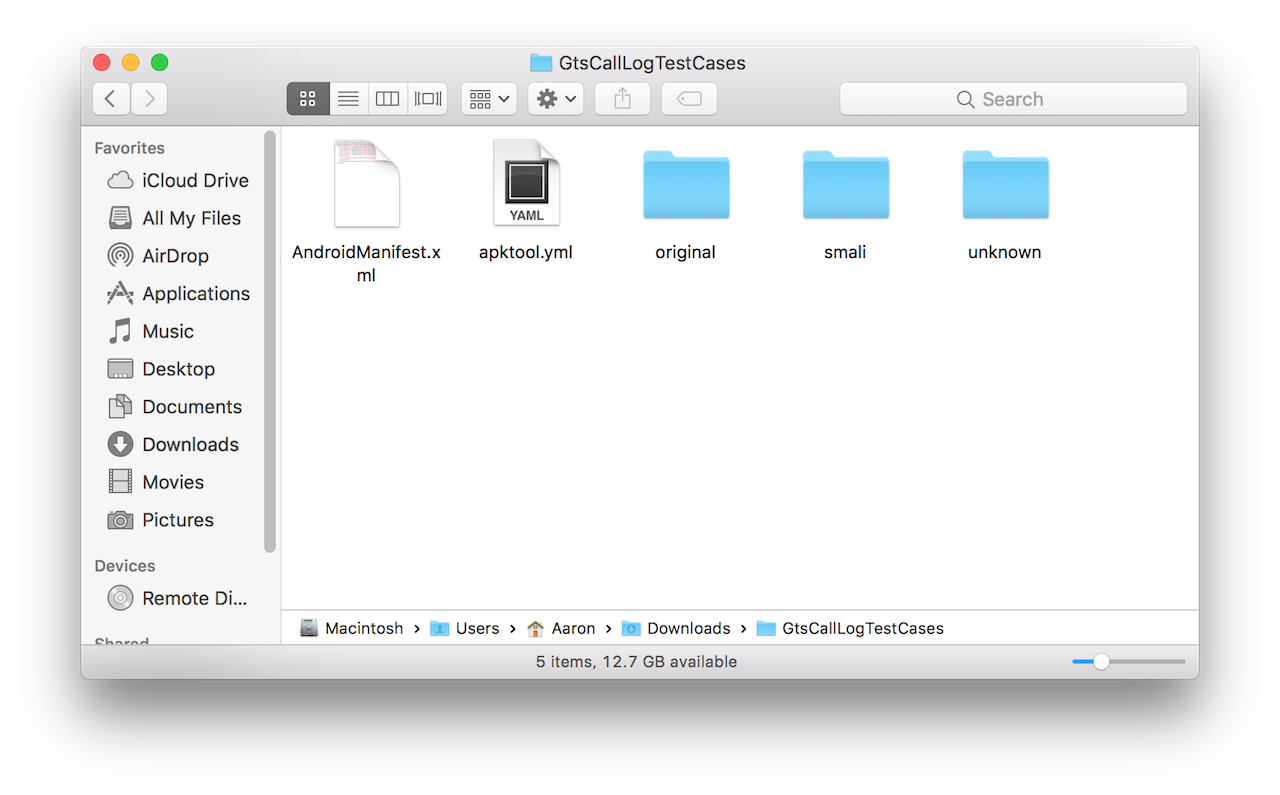 GtsCallLogTestCases
Search
Favorites
iCloud Drive
All My Files
AirDrop
Applications
Music
Desktop
Documents
Downloads
Movies
Pictures
Devices
Remote Di...
Shared
AndroidManifest.x
ml
YAML
apktool.yml
original
smali
unknown
Macintosh › Users › Aaron › Downloads › GtsCallLogTestCases
5 items, 12.7 GB available